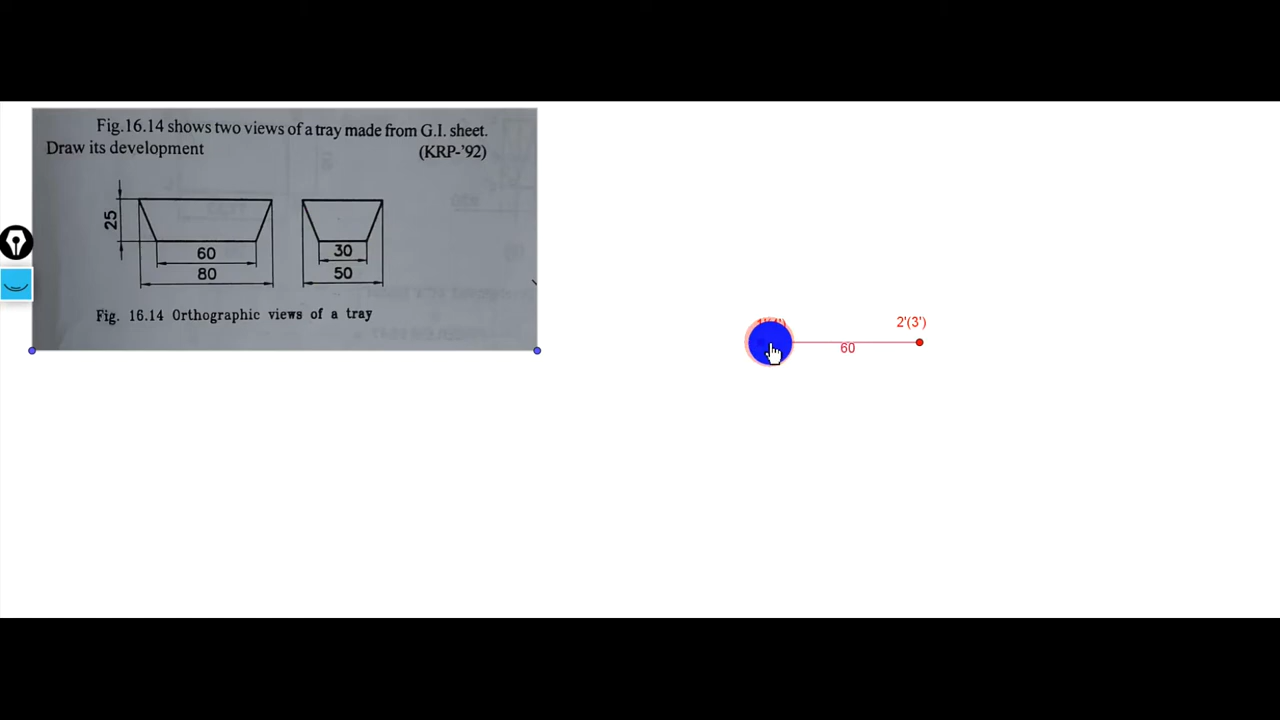 Fig.16.14 shows two views of a tray made from G.I. sheet.
Draw its development (KRP-'92)
25
60
30
80
50
Fig. 16.14 Orthographic views of a tray
2'(3')
60